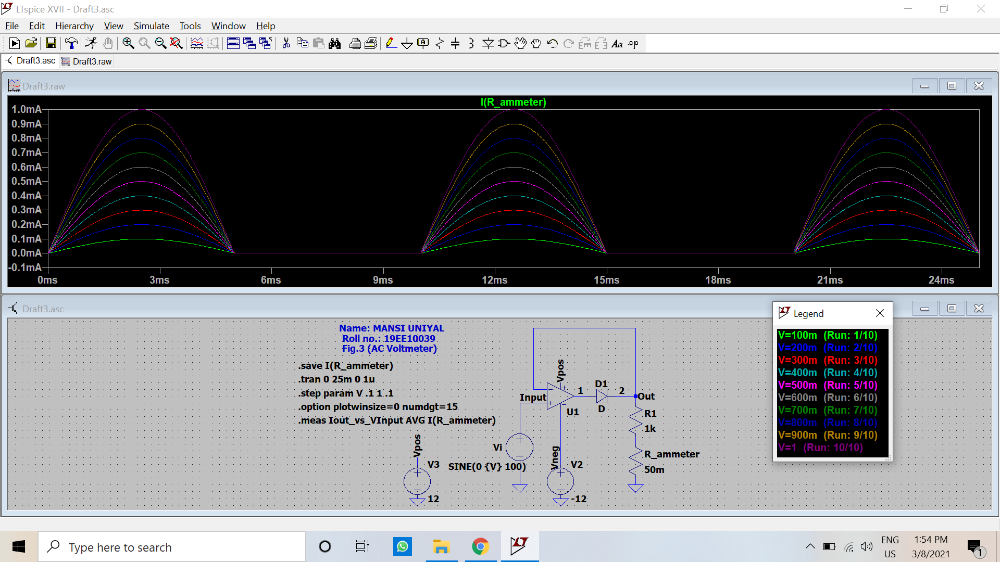 LTspice XVII - Draft3.asc
File Edit Hierarchy View Simulate Tools Window Help
Draft3.asc Draft3.raw
Draft3.raw
I(R_ammeter)
1.0mA
0.9mA
0.8mA
0.7mA
0.6mA
0.5mA
0.4mA
0.3mA
0.2mA
0.1mA
0.0mA
-0.1mA
0ms 3ms 6ms 9ms 12ms 15ms 18ms 21ms 24ms
Draft3.asc
Name: MANSI UNIYAL
Roll no.: 19EE10039
Fig.3 (AC Voltmeter)
.save I(R_ammeter)
.tran 0 25m 0 1u
.step param V .1 1 .1
.option plotwinsize=0 numdgt=15
.meas Iout_vs_VInput AVG I(R_ammeter)
Vpos
V3
12
Input
Vi
SINE(0 {V} 100)
Vpos
U1
1
D1
D
2
Out
R1
1k
R_ammeter
50m
Vneg
V2
-12
Legend
V=100m (Run: 1/10)
V=200m (Run: 2/10)
V=300m (Run: 3/10)
V=400m (Run: 4/10)
V=500m (Run: 5/10)
V=600m (Run: 6/10)
V=700m (Run: 7/10)
V=800m (Run: 8/10)
V=900m (Run: 9/10)
V=1 (Run: 10/10)
Type here to search
ENG
US
1:54 PM
3/8/2021
1